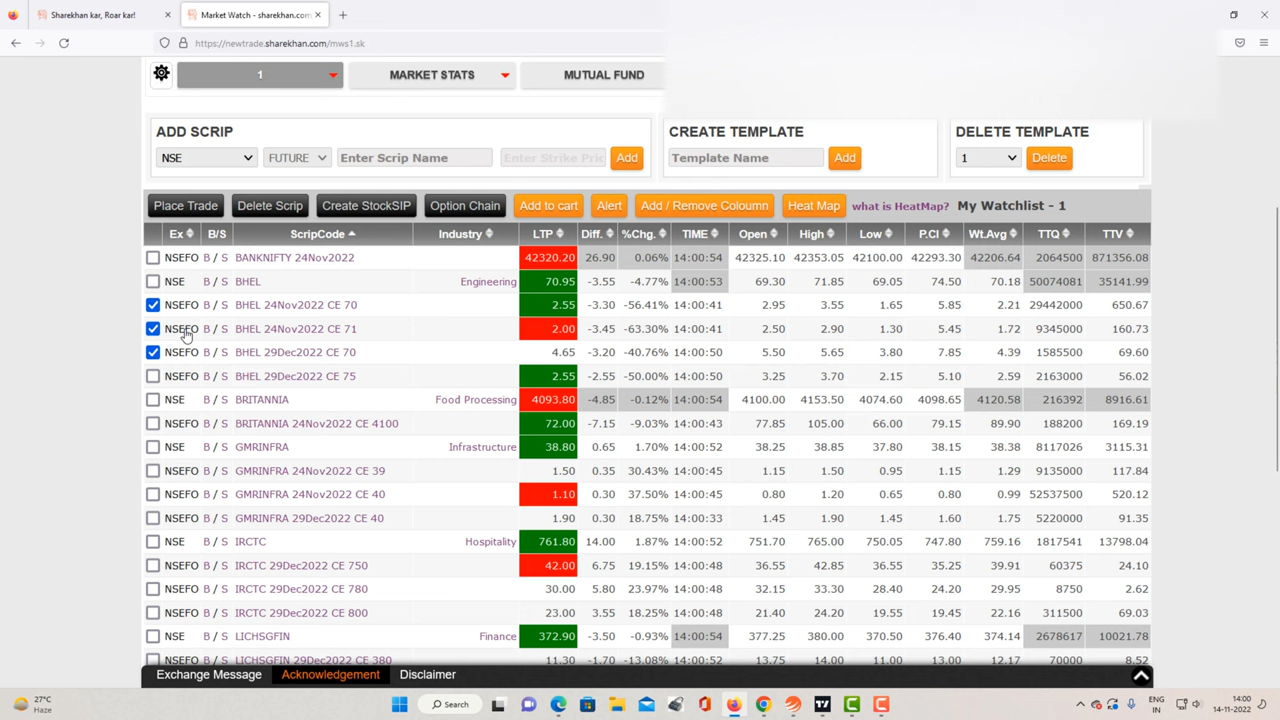 Sharekhan kar, Roar kar!
Market Watch - sharekhan.com
https://newtrade.sharekhan.com/mws1.sk
1 MARKET STATS MUTUAL FUND
ADD SCRIP CREATE TEMPLATE DELETE TEMPLATE
NSE FUTURE Enter Scrip Name Enter Strike Pric Add Template Name Add 1 Delete
Place Trade Delete Scrip Create StockSIP Option Chain Add to cart Alert Add / Remove Coloumn Heat Map what is HeatMap? My Watchlist - 1
Ex B/S ScripCode Industry LTP Diff. %Chg. TIME Open High Low P.Cl Wt.Avg TTQ TTV
NSEFO B / S BANKNIFTY 24Nov2022 42320.20 26.90 0.06% 14:00:54 42325.10 42353.05 42100.00 42293.30 42206.64 2064500 871356.08
NSE B / S BHEL Engineering 70.95 -3.55 -4.77% 14:00:53 69.30 71.85 69.05 74.50 70.18 50074081 35141.99
NSEFO B / S BHEL 24Nov2022 CE 70 2.55 -3.30 -56.41% 14:00:41 2.95 3.55 1.65 5.85 2.21 29442000 650.67
NSEFO B / S BHEL 24Nov2022 CE 71 2.00 -3.45 -63.30% 14:00:41 2.50 2.90 1.30 5.45 1.72 9345000 160.73
NSEFO B / S BHEL 29Dec2022 CE 70 4.65 -3.20 -40.76% 14:00:50 5.50 5.65 3.80 7.85 4.39 1585500 69.60
NSEFO B / S BHEL 29Dec2022 CE 75 2.55 -2.55 -50.00% 14:00:50 3.25 3.70 2.15 5.10 2.59 2163000 56.02
NSE B / S BRITANNIA Food Processing 4093.80 -4.85 -0.12% 14:00:54 4100.00 4153.50 4074.60 4098.65 4120.58 216392 8916.61
NSEFO B / S BRITANNIA 24Nov2022 CE 4100 72.00 -7.15 -9.03% 14:00:41 77.85 105.00 66.00 79.15 89.90 188200 169.19
NSE B / S GMRINFRA Infrastructure 38.80 0.65 1.70% 14:00:52 38.25 38.85 37.80 38.15 38.38 8117026 3115.31
NSEFO B / S GMRINFRA 24Nov2022 CE 39 1.50 0.35 30.43% 14:00:45 1.15 1.50 0.95 1.15 1.29 9135000 117.84
NSEFO B / S GMRINFRA 24Nov2022 CE 40 1.10 0.30 37.50% 14:00:45 0.80 1.20 0.65 0.80 0.99 52537500 520.12
NSEFO B / S GMRINFRA 29Dec2022 CE 40 1.90 0.30 18.75% 14:00:33 1.45 1.90 1.45 1.60 1.75 5220000 91.35
NSE B / S IRCTC Hospitality 761.80 14.00 1.87% 14:00:52 751.70 765.00 750.05 747.80 759.16 1817541 13798.04
NSEFO B / S IRCTC 29Dec2022 CE 750 42.00 6.75 19.15% 14:00:48 36.55 42.85 36.55 35.25 39.91 60375 24.10
NSEFO B / S IRCTC 29Dec2022 CE 780 30.00 5.80 23.97% 14:00:48 32.15 33.30 28.40 24.20 29.95 8750 2.62
NSEFO B / S IRCTC 29Dec2022 CE 800 23.00 3.55 18.25% 14:00:48 21.40 24.20 19.55 19.45 22.16 311500 69.03
NSE B / S LICHSGFIN Finance 372.90 -3.50 -0.93% 14:00:54 377.25 380.00 370.50 376.40 374.14 2678617 10021.78
NSEFO B / S LICHSGFIN 29Dec2022 CE 380 11.30 -1.70 -13.08% 14:00:50 13.75 14.00 11.00 13.00 12.17 70000 8.52
Exchange Message Acknowledgement Disclaimer
27°C
Haze
Search
ENG
IN
14:00
14-11-2022